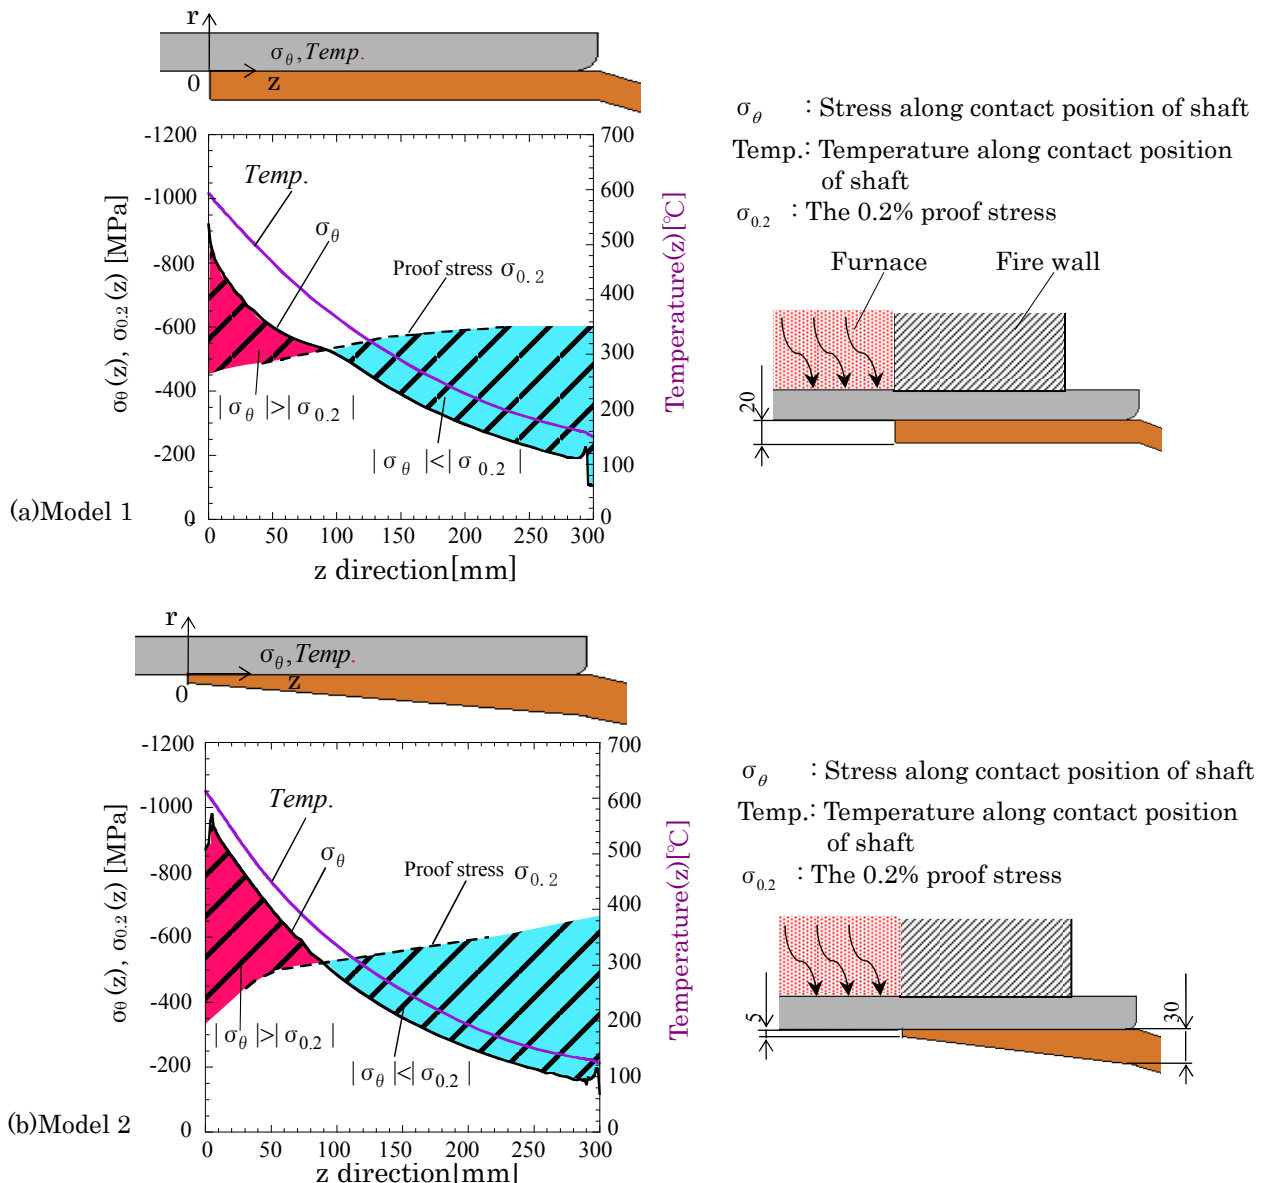 r
σθ, Temp.
0
z
-1200
-1000
-800
-600
-400
-200
0
σθ(z), σ0.2(z) [MPa]
700
600
500
400
300
200
100
0
Temperature(z)[℃]
Temp.
σθ
Proof stress σ0.2
|σθ|>|σ0.2|
|σθ|<|σ0.2|
0 50 100 150 200 250 300
z direction[mm]
(a)Model 1
σθ : Stress along contact position of shaft
Temp.: Temperature along contact position
of shaft
σ0.2 : The 0.2% proof stress
Furnace
Fire wall
20
r
σθ, Temp.
0
z
-1200
-1000
-800
-600
-400
-200
0
σθ(z), σ0.2(z) [MPa]
700
600
500
400
300
200
100
0
Temperature(z)[℃]
Temp.
σθ
Proof stress σ0.2
|σθ|>|σ0.2|
|σθ|<|σ0.2|
0 50 100 150 200 250 300
z direction[mm]
(b)Model 2
σθ : Stress along contact position of shaft
Temp.: Temperature along contact position
of shaft
σ0.2 : The 0.2% proof stress
5
30